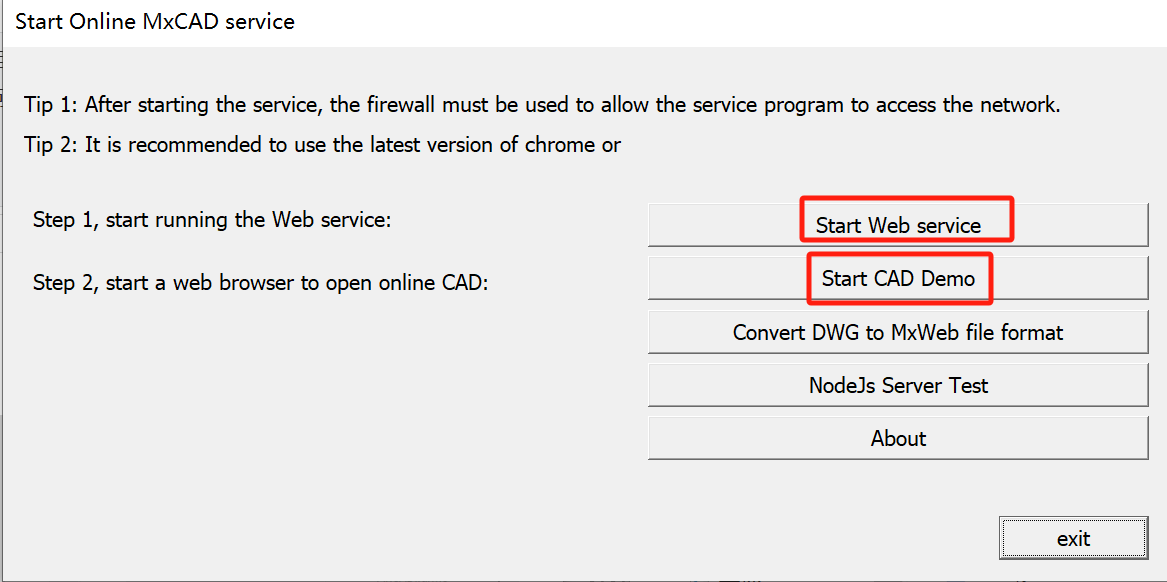 Start Online MxCAD service
Tip 1: After starting the service, the firewall must be used to allow the service program to access the network.
Tip 2: It is recommended to use the latest version of chrome or
Step 1, start running the Web service:
Start Web service
Step 2, start a web browser to open online CAD:
Start CAD Demo
Convert DWG to MxWeb file format
NodeJs Server Test
About
exit